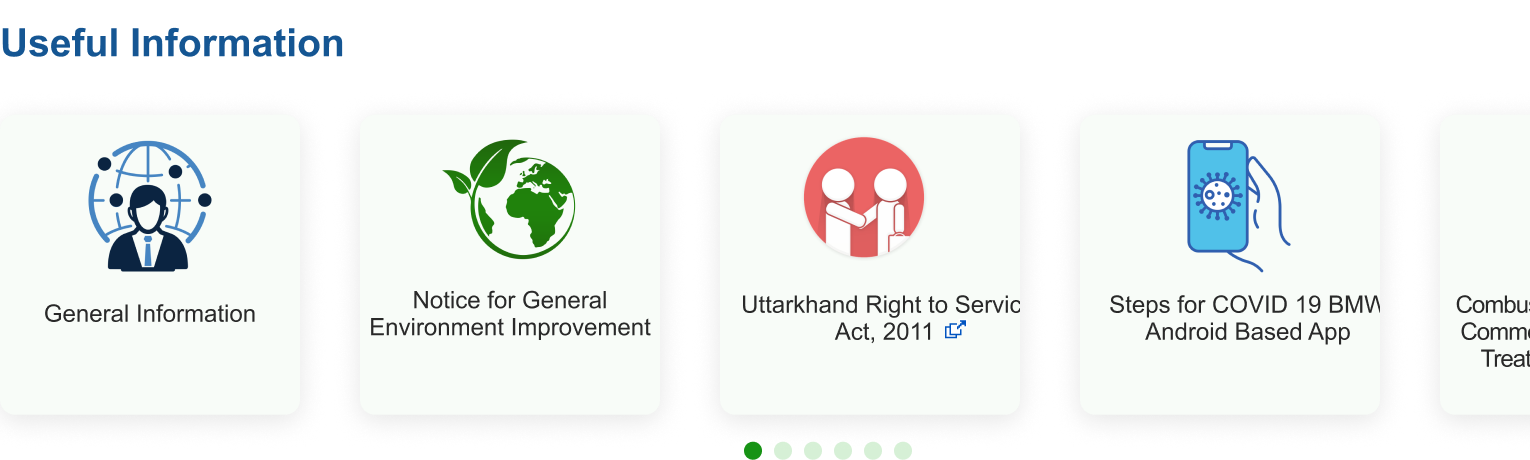 Useful Information
General Information
Notice for General
Environment Improvement
Uttarkhand Right to Servic
Act, 2011
Steps for COVID 19 BMW
Android Based App